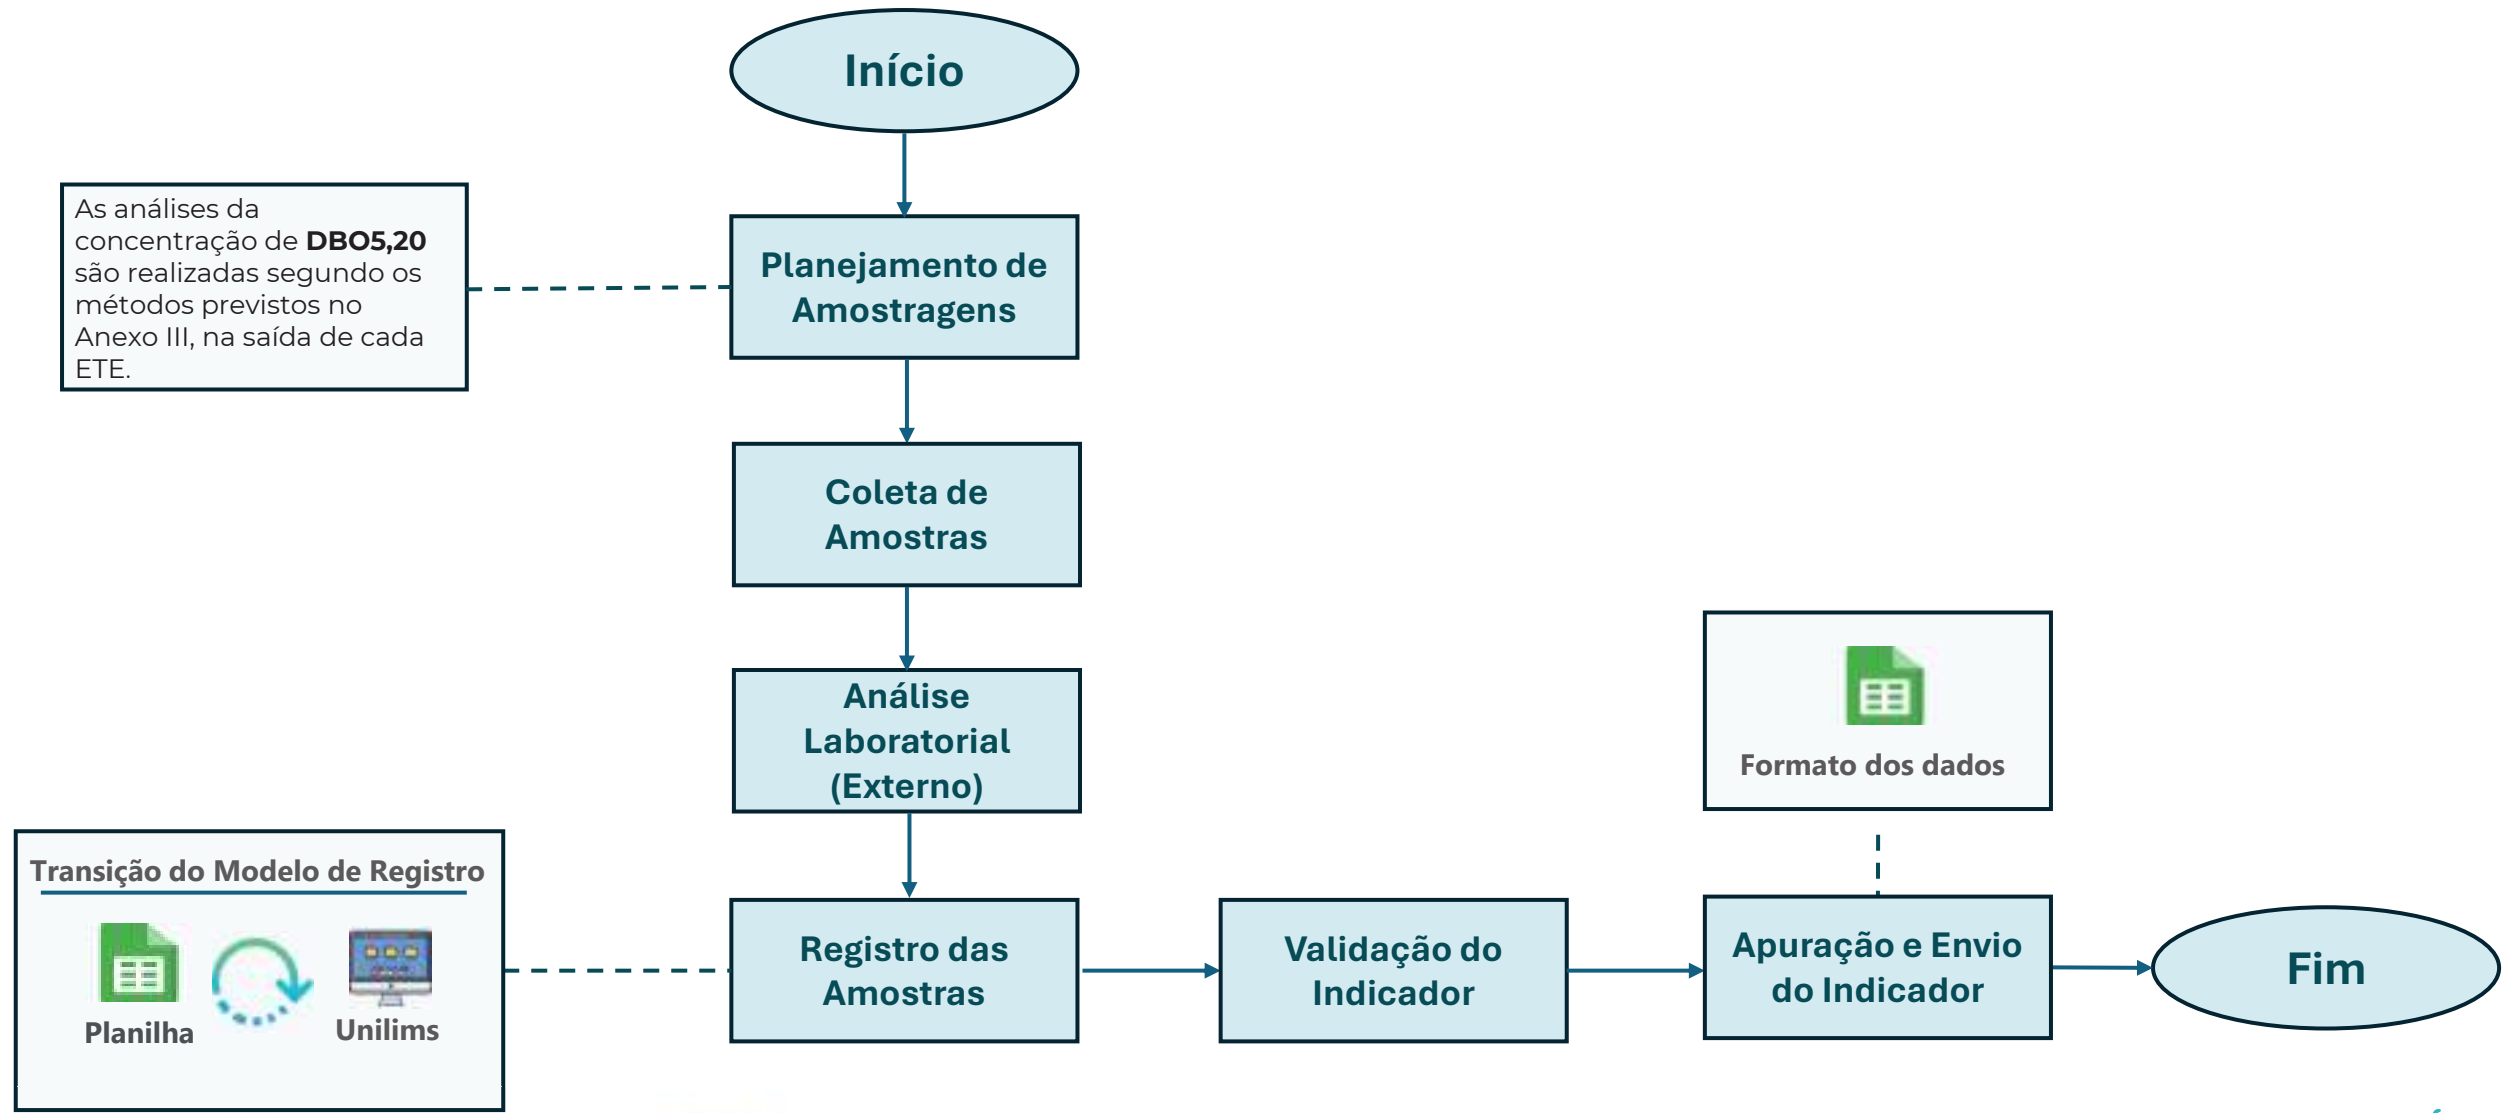 Início
As análises da
concentração de DBO5,20
são realizadas segundo os
métodos previstos no
Anexo III, na saída de cada
ETE.
Planejamento de
Amostragens
Coleta de
Amostras
Análise
Laboratorial
(Externo)
Formato dos dados
Transição do Modelo de Registro
Planilha
Unilims
Registro das
Amostras
Validação do
Indicador
Apuração e Envio
do Indicador
Fim